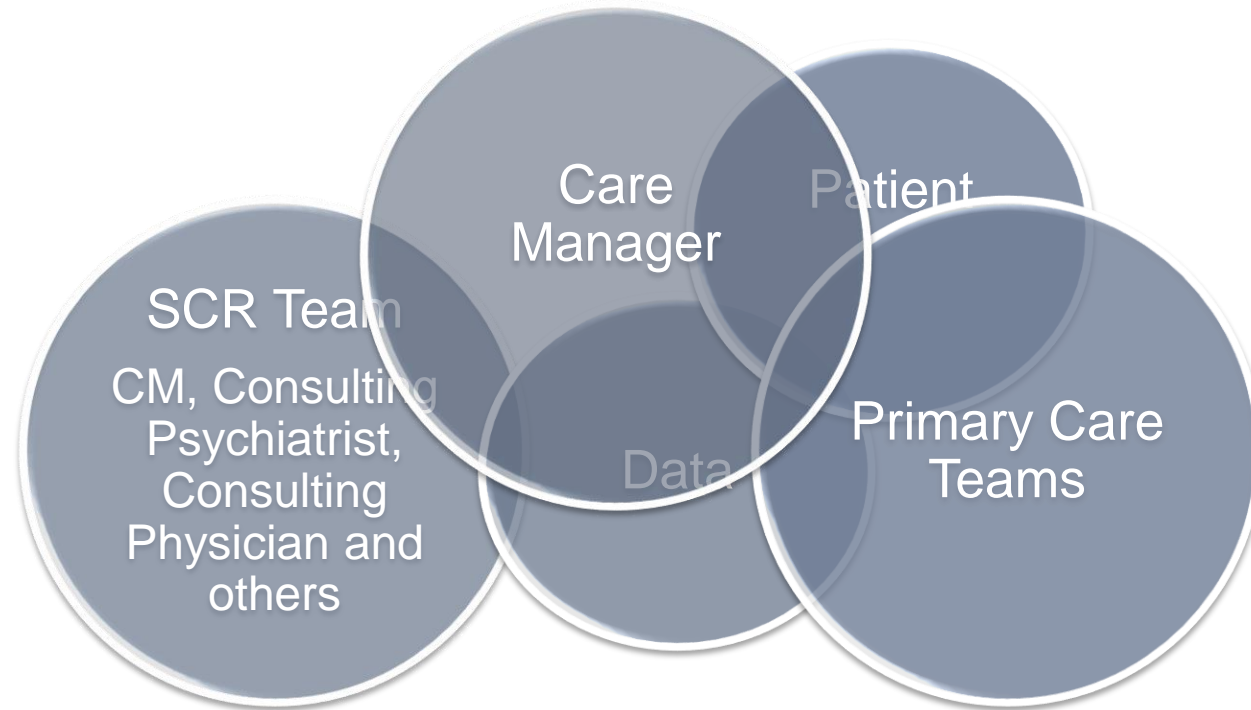 Care
Manager
Patient
SCR Team
CM, Consulting
Psychiatrist,
Consulting
Physician and
others
Data
Primary Care
Teams